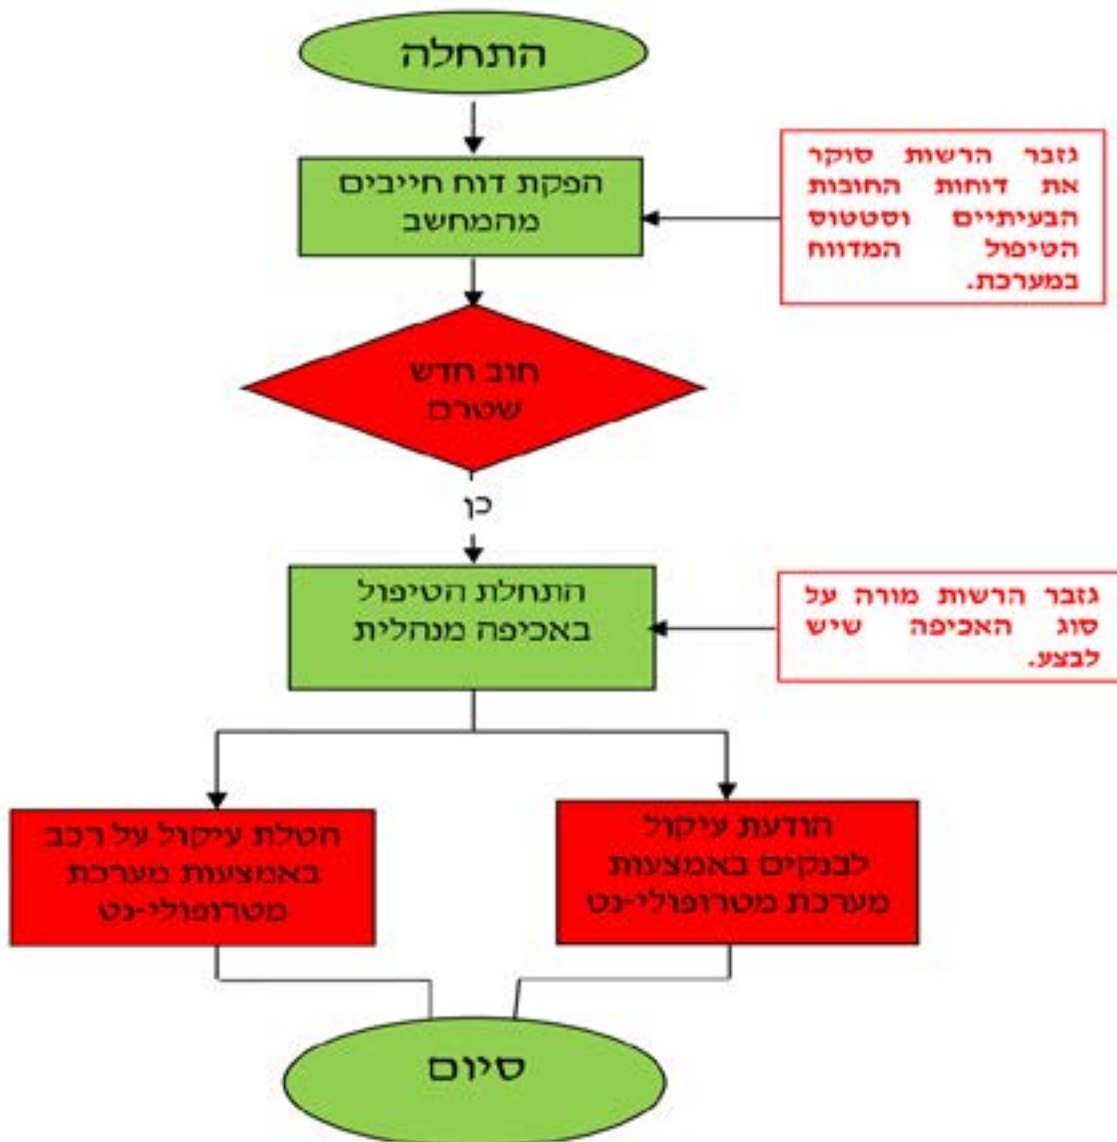 התחלה
הפקת דוח חייבים
מהמחשב
גזבר הרשות סוקר
את דוחות החובות
הבעיתיים וסטטוס
הטיפול המדווח
במערכת.
חוב חדש
שטרם
כן
התחלת הטיפול
באכיפה מנהלית
גזבר הרשות מורה על
סוג האכיפה שיש
לבצע.
הודעת עיקול
לבנקים באמצעות
מערכת מטרופולי-נט
הטלת עיקול על רכב
באמצעות מערכת
מטרופולי-נט
סיום